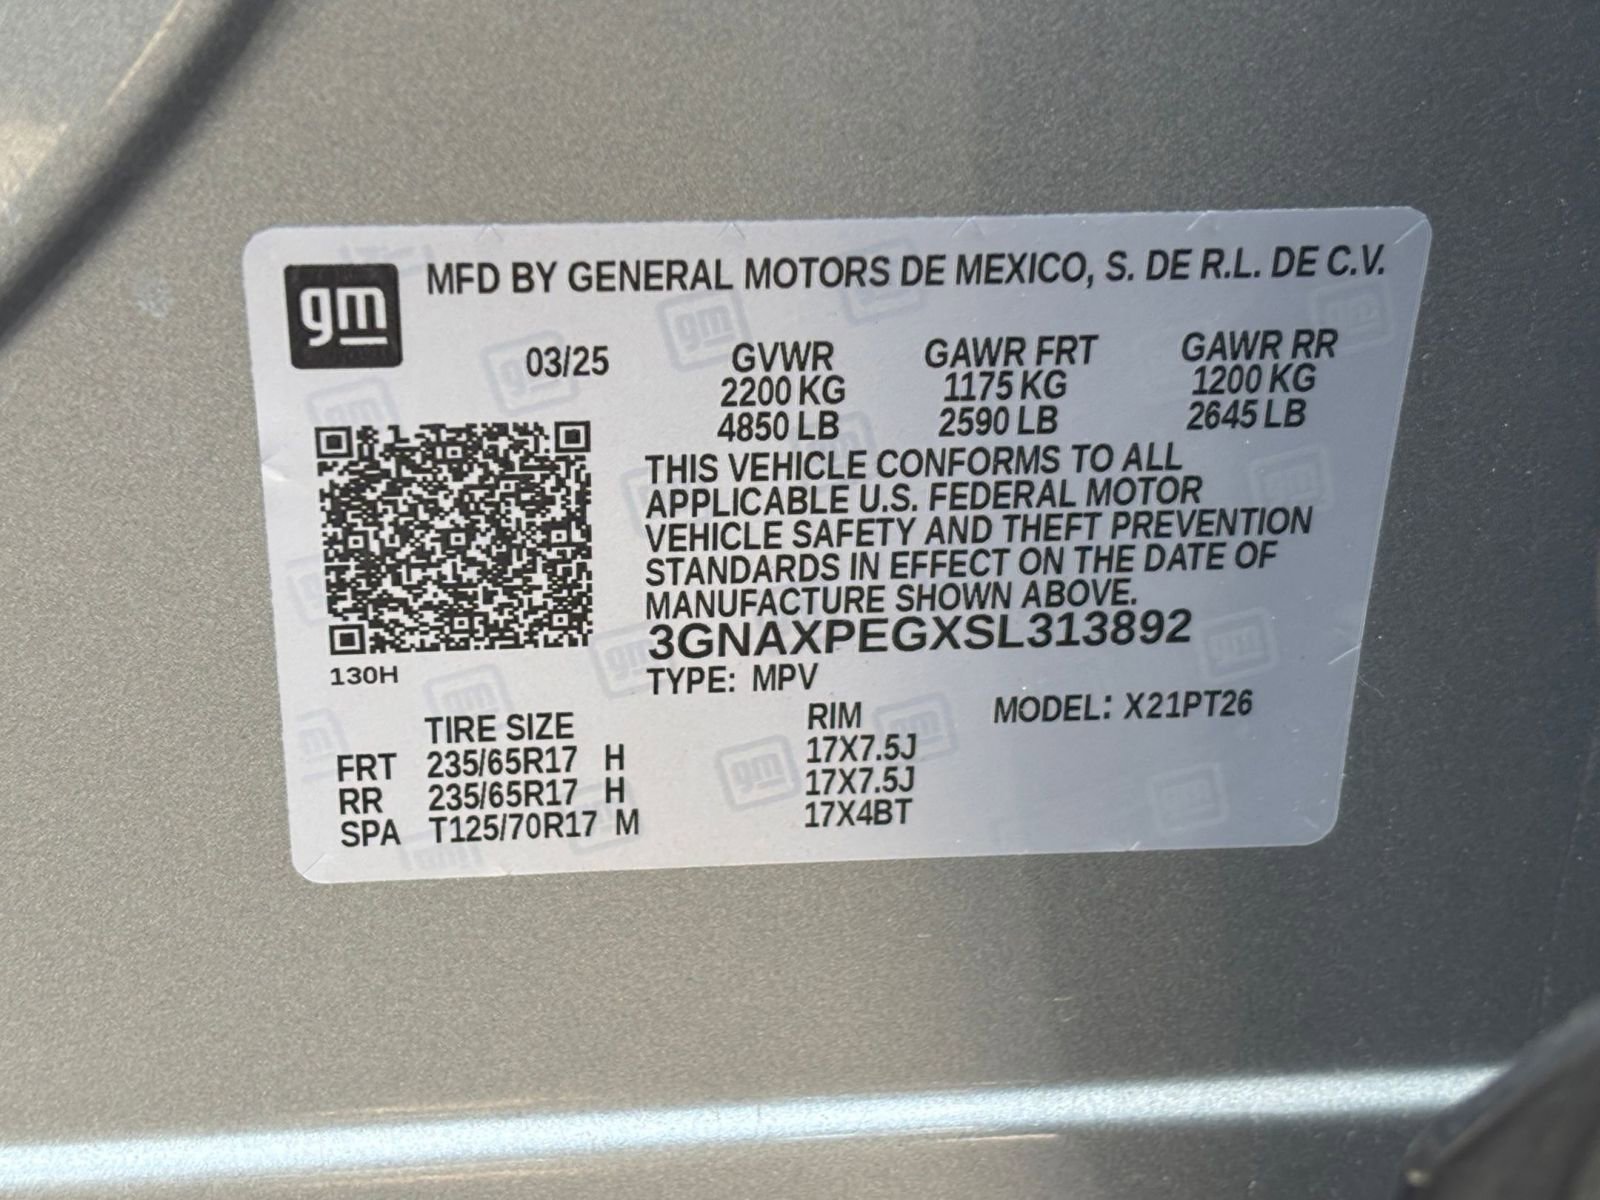 gm
MFD BY GENERAL MOTORS DE MEXICO, S. DE R.L. DE C.V.
03/25 GVWR GAWR FRT GAWR RR
2200 KG 1175 KG 1200 KG
4850 LB 2590 LB 2645 LB
THIS VEHICLE CONFORMS TO ALL
APPLICABLE U.S. FEDERAL MOTOR
VEHICLE SAFETY AND THEFT PREVENTION
STANDARDS IN EFFECT ON THE DATE OF
MANUFACTURE SHOWN ABOVE.
3GNAXPEGXSL313892
130H
TYPE: MPV
TIRE SIZE RIM MODEL: X21PT26
FRT 235/65R17 H 17X7.5J
RR 235/65R17 H 17X7.5J
SPA T125/70R17 M 17X4BT